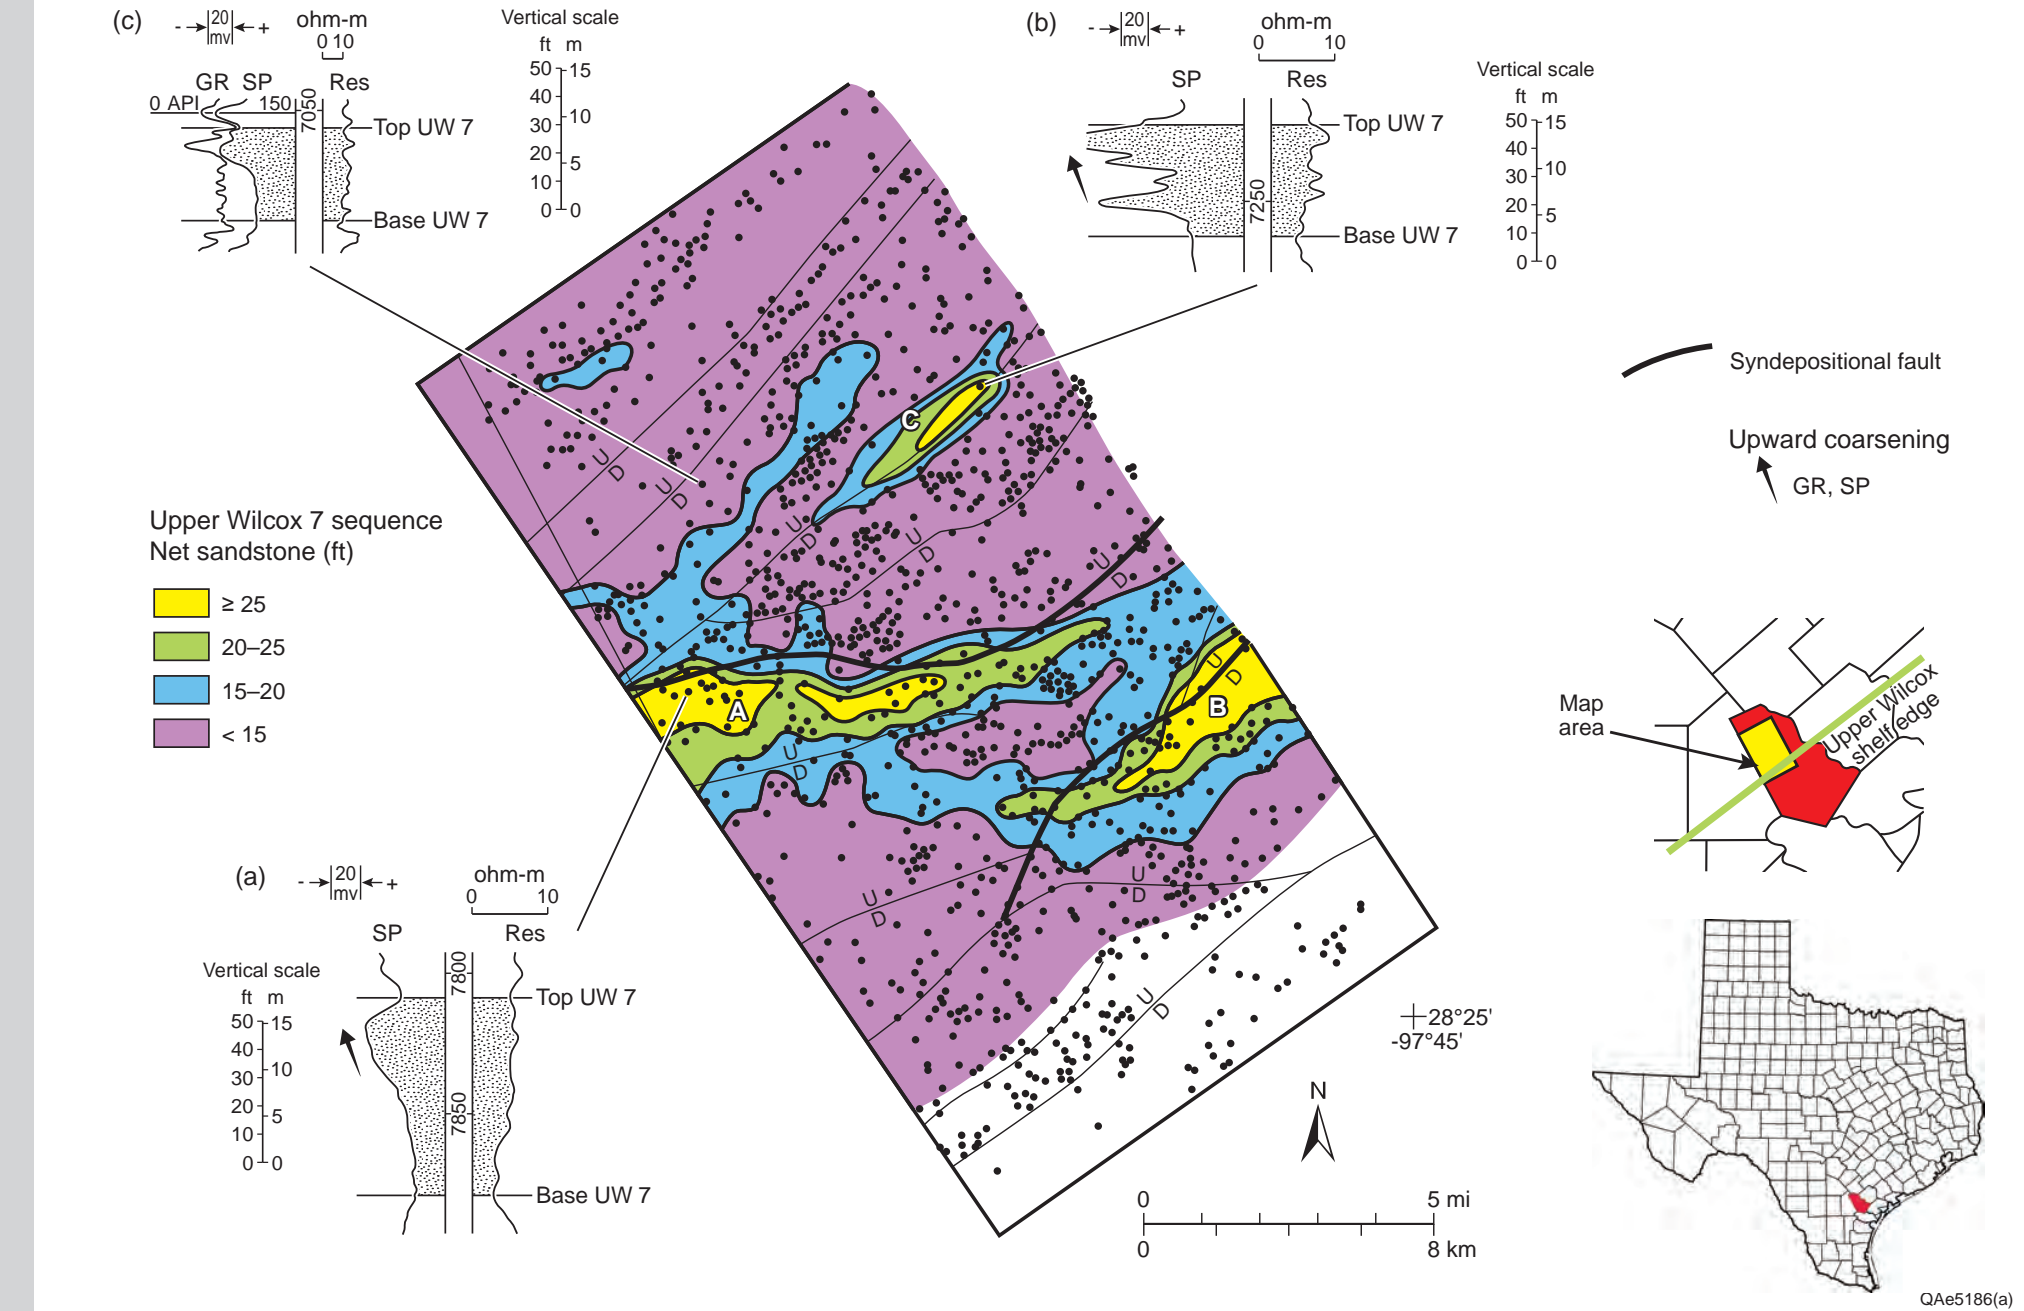 (c)
20
- mv +
ohm-m
0 10
Vertical scale
ft m
50 15
40
10
30
20
5
10
0 0
GR SP Res
0 API 150
7050
Top UW 7
Base UW 7
(b)
20
- mv +
ohm-m
0 10
SP Res
7250
Top UW 7
Base UW 7
Vertical scale
ft m
50 15
40
10
30
20
5
10
0 0
Syndepositional fault
Upward coarsening
GR, SP
Upper Wilcox 7 sequence
Net sandstone (ft)
≥ 25
20–25
15–20
< 15
C
A
B
U
D
U
D
U
D
U
D
U
D
U
D
U
D
U
D
U
D
U
D
Map
area
Upper Wilcox
shelf edge
(a)
20
- mv +
ohm-m
0 10
SP Res
Vertical scale
ft m
50 15
40
10
30
20
5
10
0 0
7800
7850
Top UW 7
Base UW 7
28°25'
-97°45'
N
0 5 mi
0 8 km
QAe5186(a)